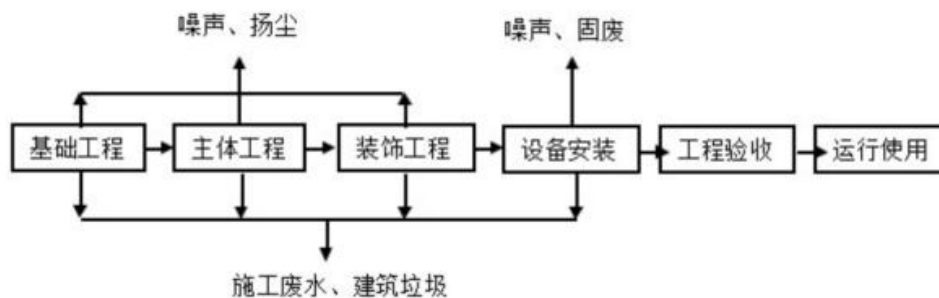 噪声、扬尘
噪声、固废
基础工程
主体工程
装饰工程
设备安装
工程验收
运行使用
施工废水、建筑垃圾